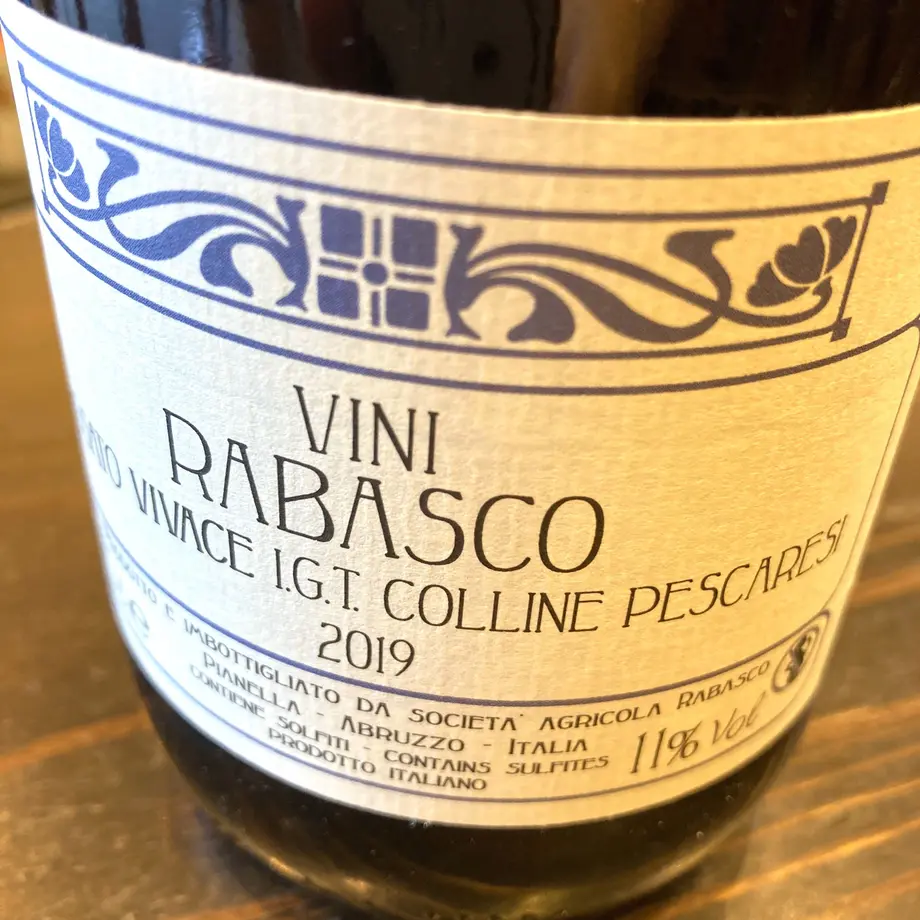 VINI
RABASCO
VIVACE I.G.T. COLLINE PESCARESI
2019
E IMBOTTIGLIATO DA SOCIETA' AGRICOLA RABASCO
PIANELLA - ABRUZZO - ITALIA
CONTIENE SOLFITI - CONTAINS SULFITES
11% Vol
PRODOTTO ITALIANO